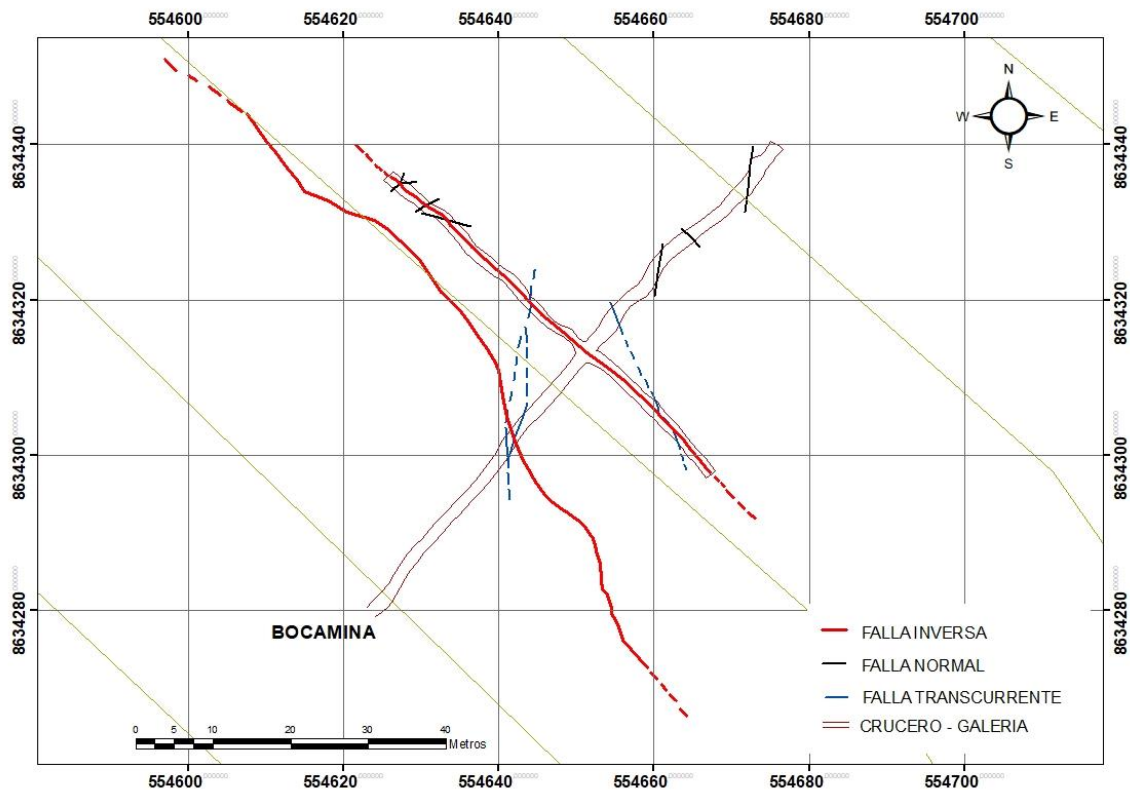 554600 554620 554640 554660 554680 554700
N
W E
S
8634340 8634340
8634320 8634320
8634300 8634300
8634280 8634280
BOCAMINA
FALLA INVERSA
FALLA NORMAL
FALLA TRANSCURRENTE
CRUCERO - GALERIA
0 5 10 20 30 40
Metros
554600 554620 554640 554660 554680 554700